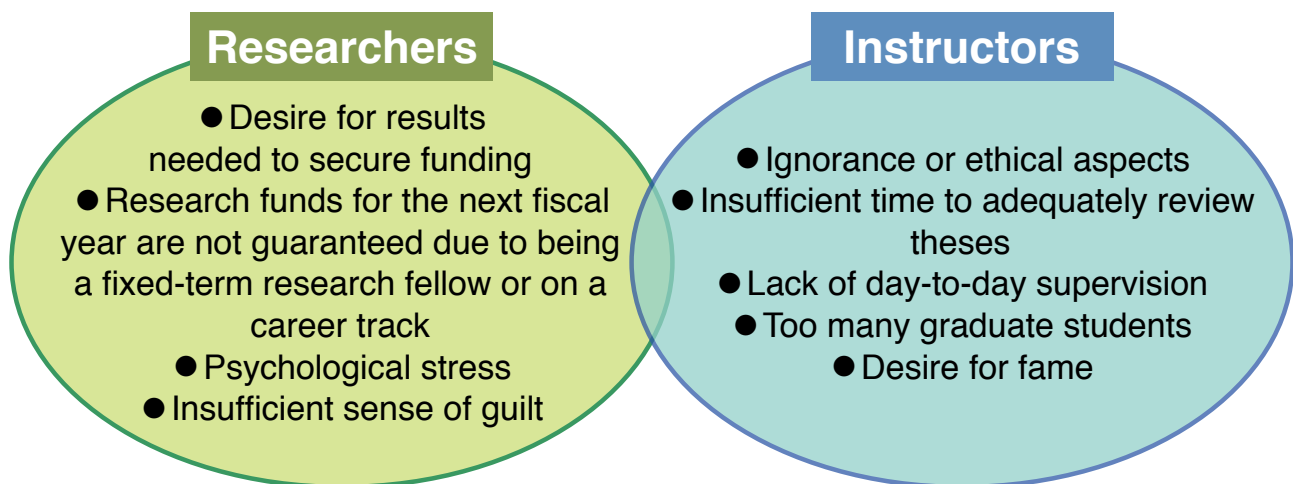 Researchers
● Desire for results
needed to secure funding
● Research funds for the next fiscal
year are not guaranteed due to being
a fixed-term research fellow or on a
career track
● Psychological stress
● Insufficient sense of guilt
Instructors
● Ignorance or ethical aspects
● Insufficient time to adequately review
theses
● Lack of day-to-day supervision
● Too many graduate students
● Desire for fame